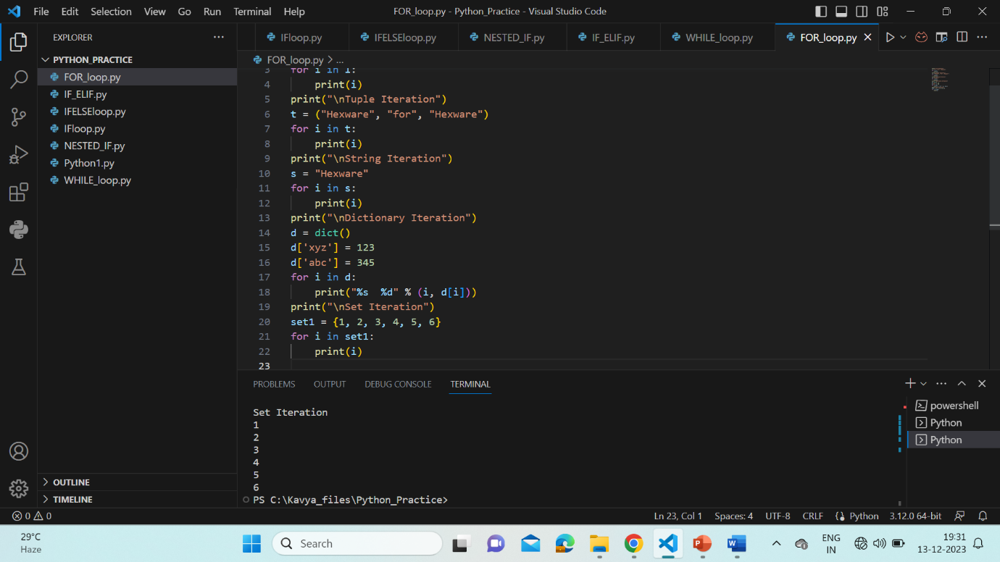 File Edit Selection View Go Run Terminal Help
FOR_loop.py - Python_Practice - Visual Studio Code
EXPLORER
PYTHON_PRACTICE
FOR_loop.py
IF_ELIF.py
IFELSEloop.py
IFloop.py
NESTED_IF.py
Python1.py
WHILE_loop.py
OUTLINE
TIMELINE
IFloop.py IFELSEloop.py NESTED_IF.py IF_ELIF.py WHILE_loop.py FOR_loop.py
FOR_loop.py > ...
3 for i in l:
4 print(i)
5 print("\nTuple Iteration")
6 t = ("Hexware", "for", "Hexware")
7 for i in t:
8 print(i)
9 print("\nString Iteration")
10 s = "Hexware"
11 for i in s:
12 print(i)
13 print("\nDictionary Iteration")
14 d = dict()
15 d['xyz'] = 123
16 d['abc'] = 345
17 for i in d:
18 print("%s  %d" % (i, d[i]))
19 print("\nSet Iteration")
20 set1 = {1, 2, 3, 4, 5, 6}
21 for i in set1:
22 print(i)
23
PROBLEMS OUTPUT DEBUG CONSOLE TERMINAL
Set Iteration
1
2
3
4
5
6
PS C:\Kavya_files\Python_Practice>
powershell
Python
Python
0 0
Ln 23, Col 1 Spaces: 4 UTF-8 CRLF Python 3.12.0 64-bit
29°C
Haze
Search
ENG
IN
19:31
13-12-2023